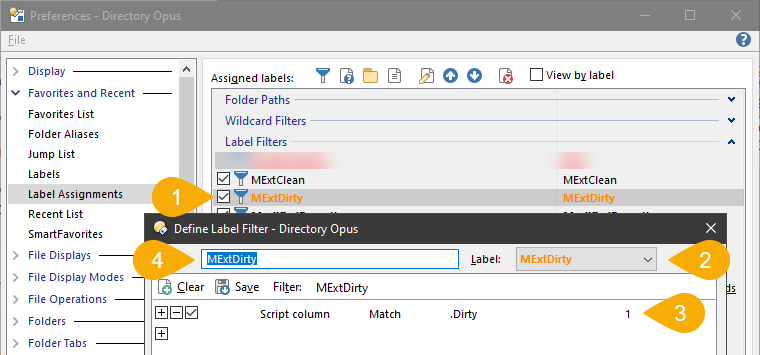 Preferences - Directory Opus
File
Display
Favorites and Recent
Favorites List
Folder Aliases
Jump List
Labels
Label Assignments
Recent List
SmartFavorites
File Displays
File Display Modes
File Operations
Folders
Folder Tabs
Assigned labels:
View by label
Folder Paths
Wildcard Filters
Label Filters
MExtClean MExtClean
1 MExtDirty MExtDirty
Define Label Filter - Directory Opus
4 MExtDirty Label: MExtDirty 2
Clear Save Filter: MExtDirty
Script column Match .Dirty 1 3